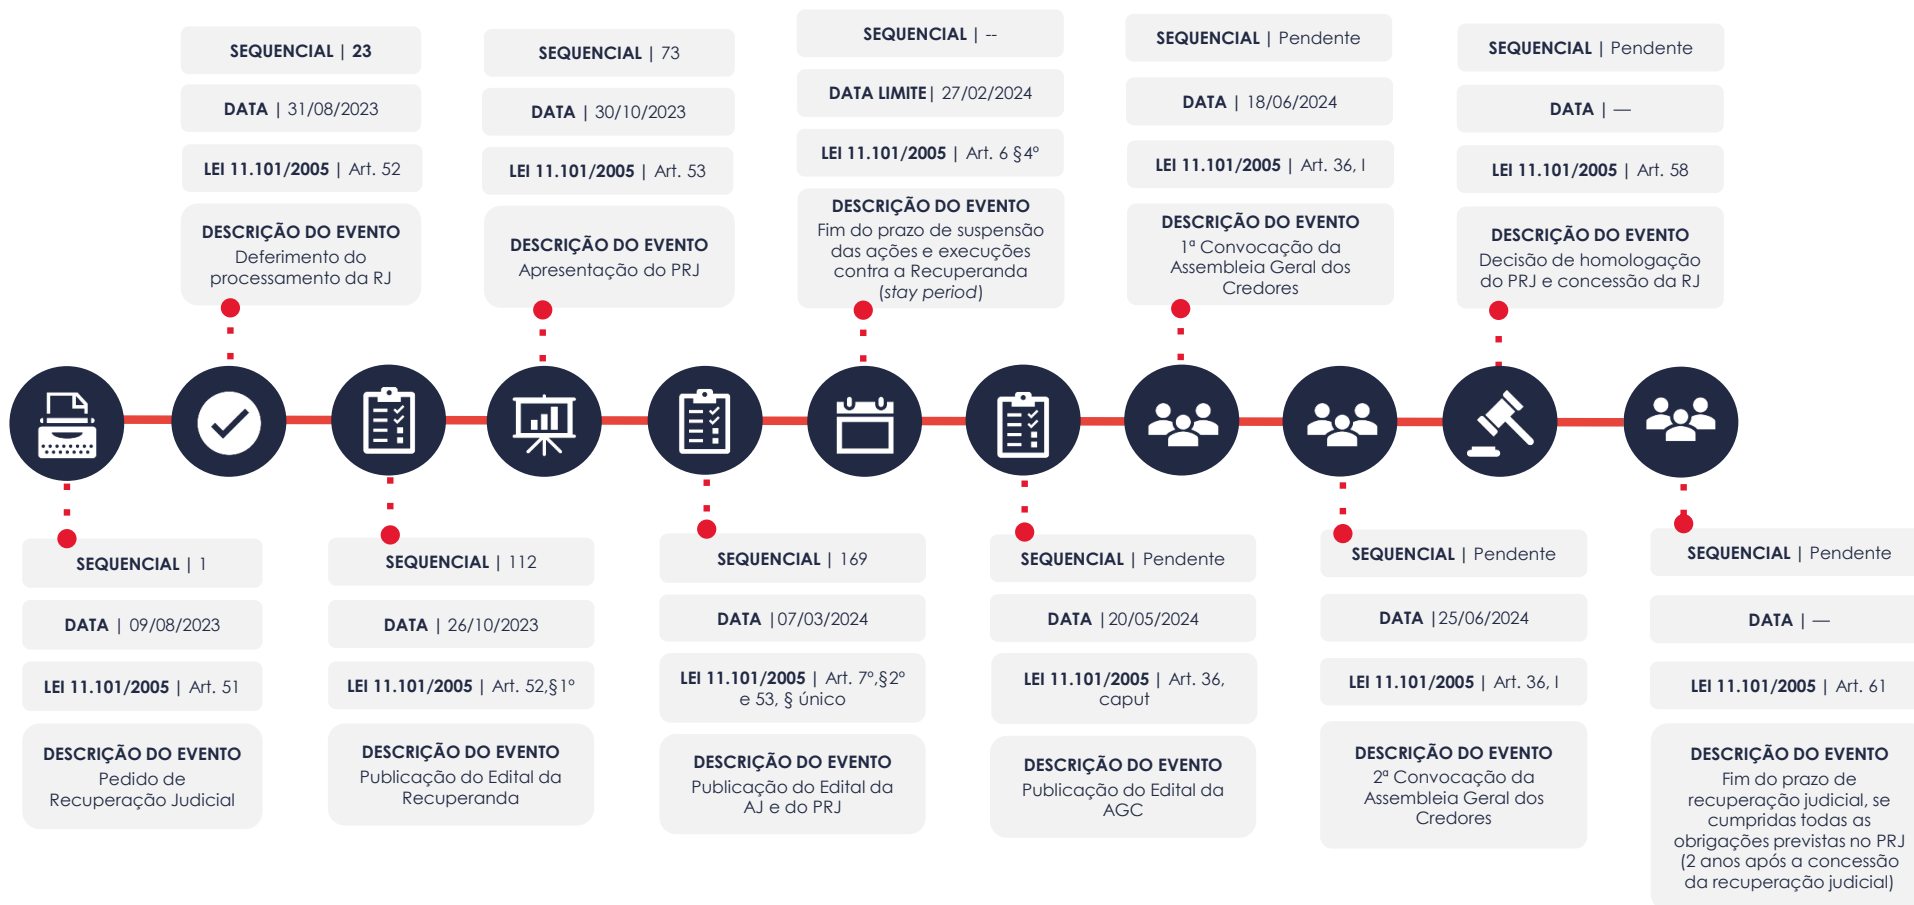 SEQUENCIAL | 23
DATA | 31/08/2023
LEI 11.101/2005 | Art. 52
DESCRIÇÃO DO EVENTO
Deferimento do
processamento da RJ
SEQUENCIAL | 73
DATA | 30/10/2023
LEI 11.101/2005 | Art. 53
DESCRIÇÃO DO EVENTO
Apresentação do PRJ
SEQUENCIAL | --
DATA LIMITE| 27/02/2024
LEI 11.101/2005 | Art. 6 §4º
DESCRIÇÃO DO EVENTO
Fim do prazo de suspensão
das ações e execuções
contra a Recuperanda
(stay period)
SEQUENCIAL | Pendente
DATA | 18/06/2024
LEI 11.101/2005 | Art. 36, I
DESCRIÇÃO DO EVENTO
1ª Convocação da
Assembleia Geral dos
Credores
SEQUENCIAL | Pendente
DATA | —
LEI 11.101/2005 | Art. 58
DESCRIÇÃO DO EVENTO
Decisão de homologação
do PRJ e concessão da RJ
SEQUENCIAL | 1
DATA | 09/08/2023
LEI 11.101/2005 | Art. 51
DESCRIÇÃO DO EVENTO
Pedido de
Recuperação Judicial
SEQUENCIAL | 112
DATA | 26/10/2023
LEI 11.101/2005 | Art. 52,§1º
DESCRIÇÃO DO EVENTO
Publicação do Edital da
Recuperanda
SEQUENCIAL | 169
DATA |07/03/2024
LEI 11.101/2005 | Art. 7º,§2º
e 53, § único
DESCRIÇÃO DO EVENTO
Publicação do Edital da
AJ e do PRJ
SEQUENCIAL | Pendente
DATA |20/05/2024
LEI 11.101/2005 | Art. 36,
caput
DESCRIÇÃO DO EVENTO
Publicação do Edital da
AGC
SEQUENCIAL | Pendente
DATA |25/06/2024
LEI 11.101/2005 | Art. 36, I
DESCRIÇÃO DO EVENTO
2ª Convocação da
Assembleia Geral dos
Credores
SEQUENCIAL | Pendente
DATA | —
LEI 11.101/2005 | Art. 61
DESCRIÇÃO DO EVENTO
Fim do prazo de
recuperação judicial, se
cumpridas todas as
obrigações previstas no PRJ
(2 anos após a concessão
da recuperação judicial)